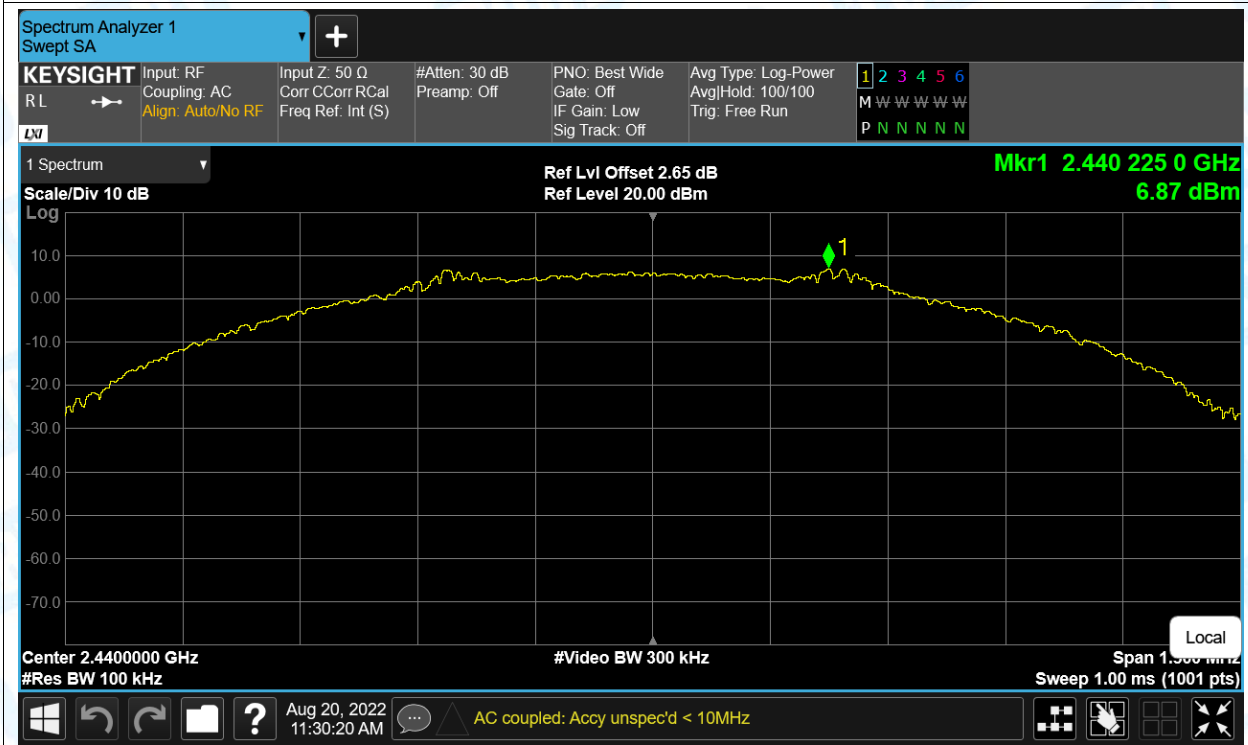 Spectrum Analyzer 1
Swept SA
KEYSIGHT
RL
LXI
Input: RF
Coupling: AC
Align: Auto/No RF
Input Z: 50 Ω
Corr CCorr RCal
Freq Ref: Int (S)
#Atten: 30 dB
Preamp: Off
PNO: Best Wide
Gate: Off
IF Gain: Low
Sig Track: Off
Avg Type: Log-Power
Avg|Hold: 100/100
Trig: Free Run
1 2 3 4 5 6
M W W W W W
P N N N N N
1 Spectrum
Scale/Div 10 dB
Log
Ref Lvl Offset 2.65 dB
Ref Level 20.00 dBm
Mkr1 2.440 225 0 GHz
6.87 dBm
1
10.0
0.00
-10.0
-20.0
-30.0
-40.0
-50.0
-60.0
-70.0
Local
Center 2.4400000 GHz
#Video BW 300 kHz
Span
#Res BW 100 kHz
Sweep 1.00 ms (1001 pts)
?
Aug 20, 2022
11:30:20 AM
AC coupled: Accy unspec'd < 10MHz